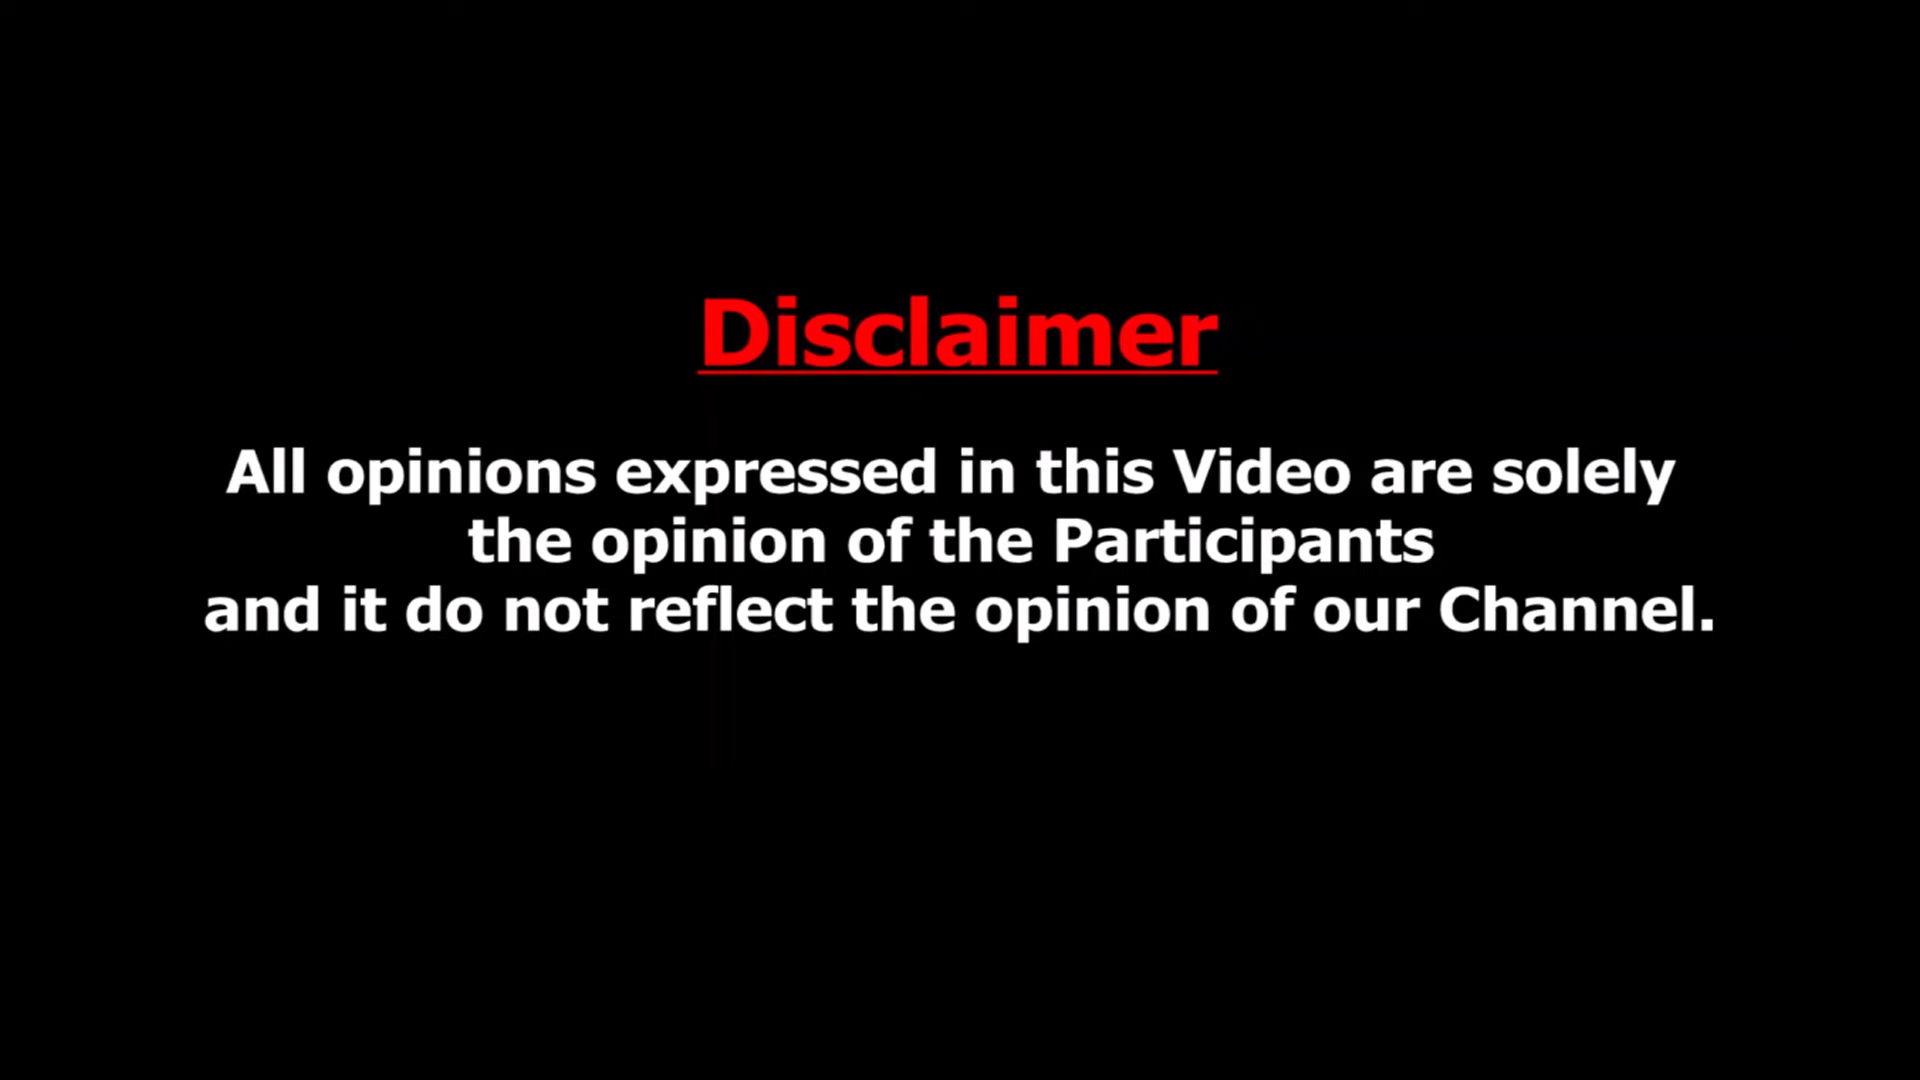 Disclaimer
All opinions expressed in this Video are solely
the opinion of the Participants
and it do not reflect the opinion of our Channel.